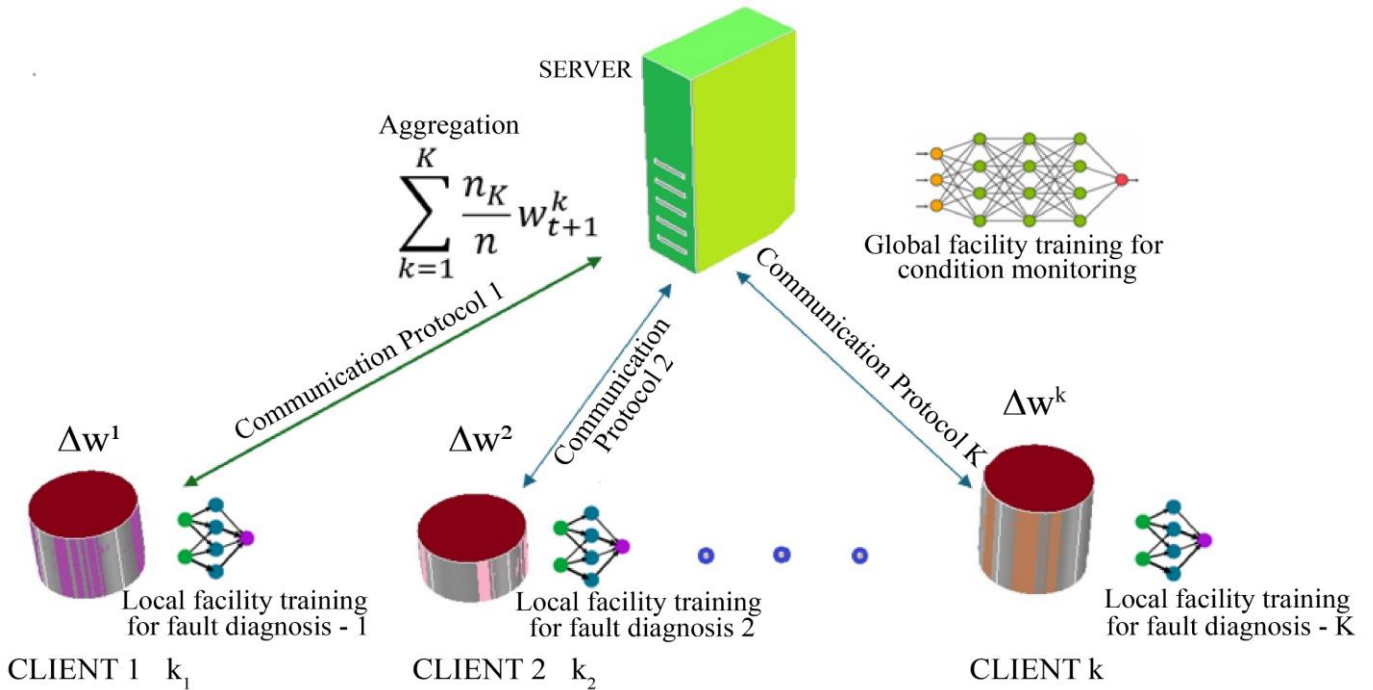 SERVER
Aggregation
K
∑ n_K/n w^k_{t+1}
k=1
Global facility training for
condition monitoring
Communication Protocol 1
Communication
Protocol 2
Communication Protocol K
Δw¹
Δw²
Δwᵏ
Local facility training
for fault diagnosis - 1
Local facility training
for fault diagnosis 2
Local facility training
for fault diagnosis - K
CLIENT 1 k₁
CLIENT 2 k₂
CLIENT k